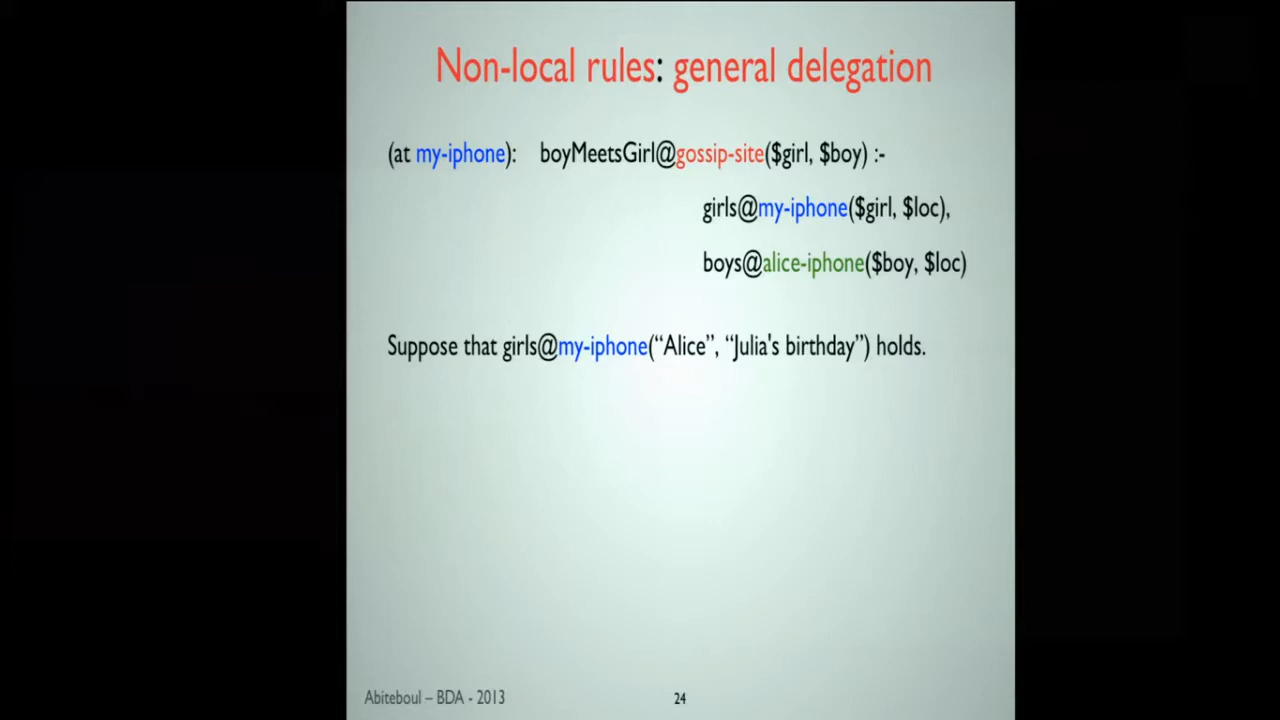 Non-local rules: general delegation
(at my-iphone): boyMeetsGirl@gossip-site($girl, $boy) :-
girls@my-iphone($girl, $loc),
boys@alice-iphone($boy, $loc)
Suppose that girls@my-iphone(“Alice”, “Julia's birthday”) holds.
Abiteboul – BDA - 2013
24